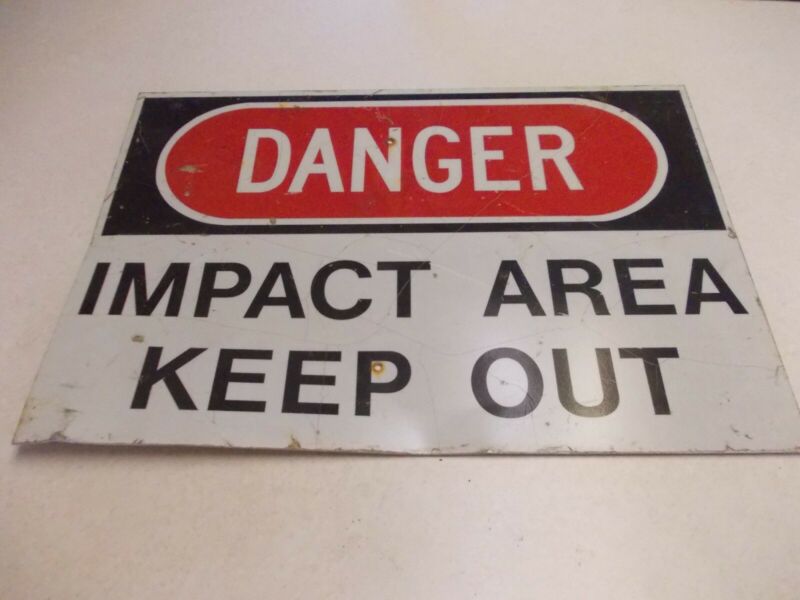 DANGER
IMPACT AREA
KEEP OUT